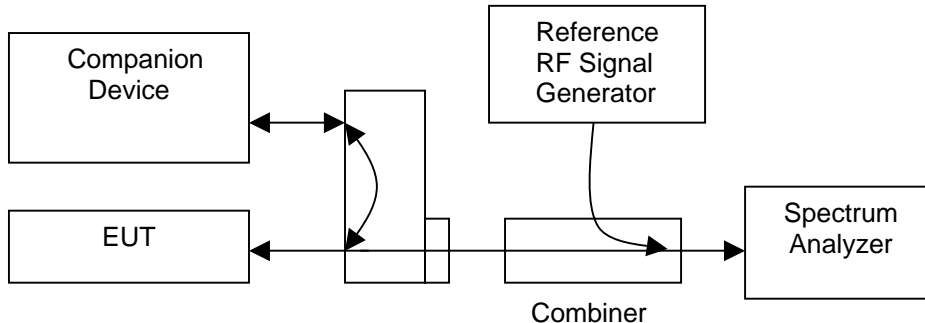 Companion
Device
Reference
RF Signal
Generator
EUT
Spectrum
Analyzer
Combiner